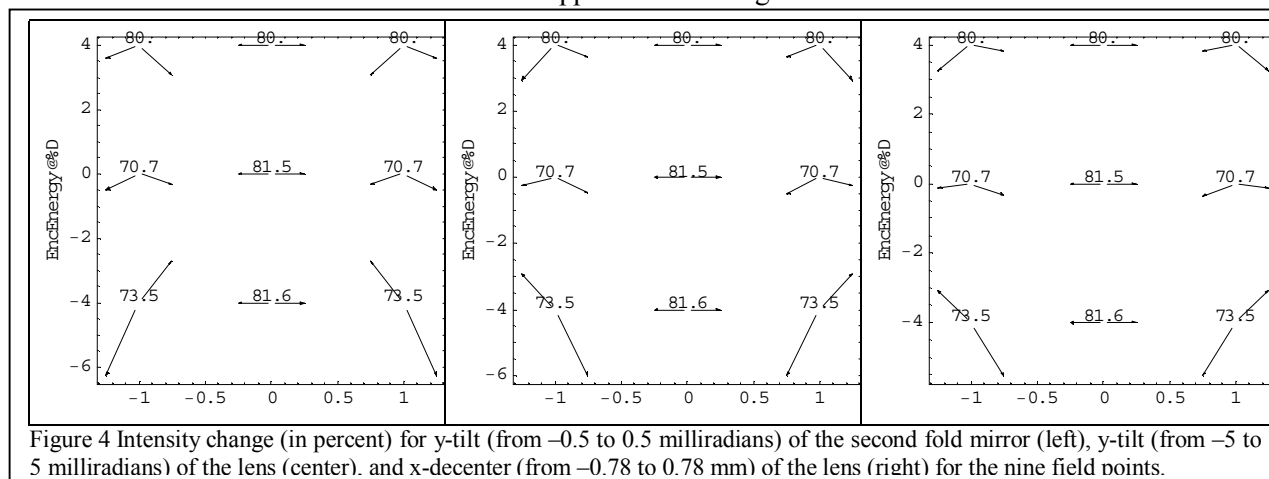 4 80. 80. 80.
2
0 70.7 81.5 70.7
-2
-4 73.5 81.6 73.5
-6
-1 -0.5 0 0.5 1
EncEnergy@%D
4 80. 80. 80.
2
0 70.7 81.5 70.7
-2
-4 73.5 81.6 73.5
-6
-1 -0.5 0 0.5 1
EncEnergy@%D
4 80. 80. 80.
2
0 70.7 81.5 70.7
-2
-4 73.5 81.6 73.5
-1 -0.5 0 0.5 1
EncEnergy@%D
Figure 4 Intensity change (in percent) for y-tilt (from –0.5 to 0.5 milliradians) of the second fold mirror (left), y-tilt (from –5 to
5 milliradians) of the lens (center), and x-decenter (from –0.78 to 0.78 mm) of the lens (right) for the nine field points.